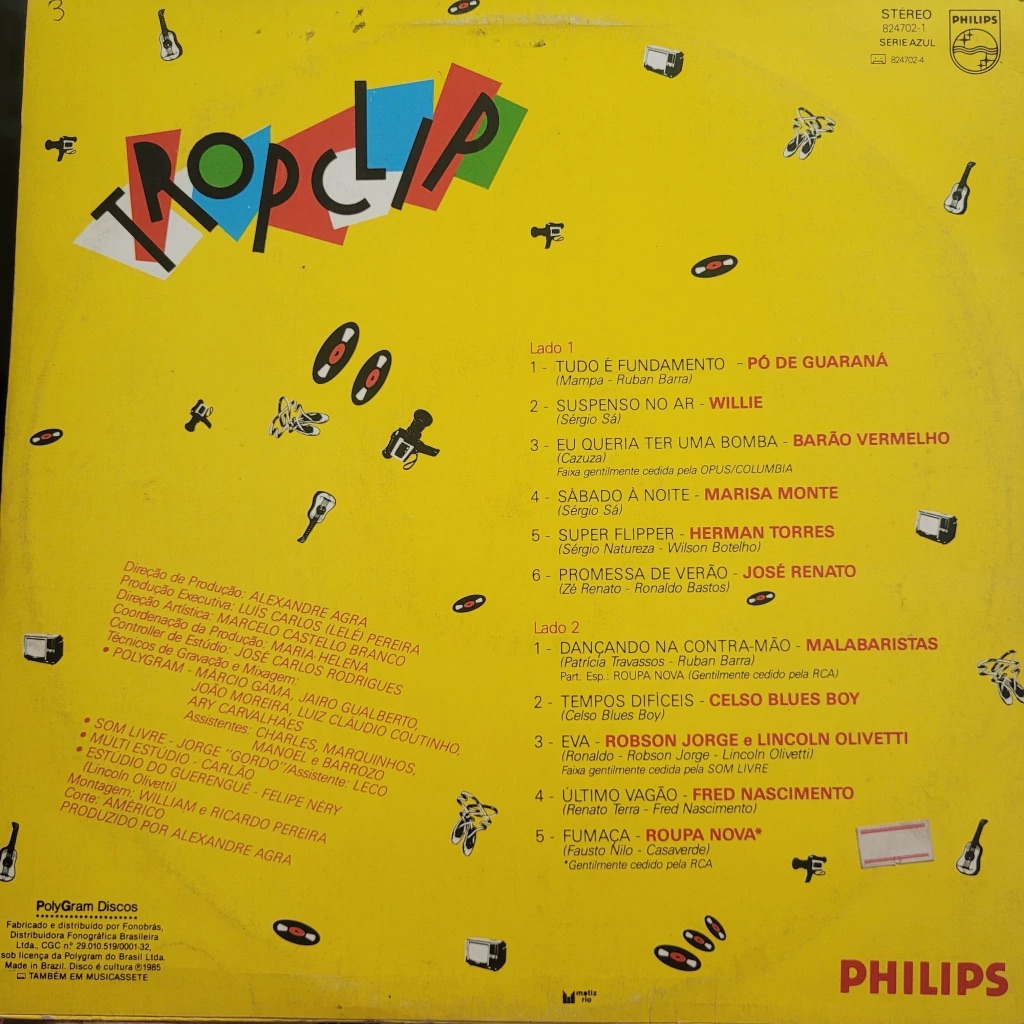 3
STEREO
824702-1
SERIE AZUL
824702-4
PHILIPS
TROPCLIP
Lado 1
1 - TUDO É FUNDAMENTO - PÓ DE GUARANÁ
(Mampa - Ruban Barra)
2 - SUSPENSO NO AR - WILLIE
(Sérgio Sá)
3 - EU QUERIA TER UMA BOMBA - BARÃO VERMELHO
(Cazuza)
Faixa gentilmente cedida pela OPUS/COLUMBIA
4 - SÁBADO À NOITE - MARISA MONTE
(Sérgio Sá)
5 - SUPER FLIPPER - HERMAN TORRES
(Sérgio Natureza - Wilson Botelho)
6 - PROMESSA DE VERÃO - JOSÉ RENATO
(Zé Renato - Ronaldo Bastos)
Lado 2
1 - DANÇANDO NA CONTRA-MÃO - MALABARISTAS
(Patrícia Travassos - Ruban Barra)
Part. Esp.: ROUPA NOVA (Gentilmente cedido pela RCA)
2 - TEMPOS DIFÍCEIS - CELSO BLUES BOY
(Celso Blues Boy)
3 - EVA - ROBSON JORGE e LINCOLN OLIVETTI
(Ronaldo - Robson Jorge - Lincoln Olivetti)
Faixa gentilmente cedida pela SOM LIVRE
4 - ÚLTIMO VAGÃO - FRED NASCIMENTO
(Renato Terra - Fred Nascimento)
5 - FUMAÇA - ROUPA NOVA*
(Fausto Nilo - Casaverde)
*Gentilmente cedido pela RCA
Direção de Produção: ALEXANDRE AGRA
Produção Executiva: LUIS CARLOS (LELÉ) PEREIRA
Direção Artística: MARCELO CASTELLO BRANCO
Coordenação da Produção: MARIA HELENA
Controller de Estúdio: JOSÉ CARLOS RODRIGUES
Técnicos de Gravação e Mixagem:
• POLYGRAM - MÁRCIO GAMA, JAIRO GUALBERTO,
JOÃO MOREIRA, LUIZ CLÁUDIO COUTINHO,
ARY CARVALHAES
Assistentes: CHARLES, MARQUINHOS,
MANOEL e BARROZO
• SOM LIVRE - JORGE "GORDO"/Assistente: LECO
• MULTI ESTÚDIO - CARLÃO
• ESTÚDIO DO GUERENGUÊ - FELIPE NÉRY
(Lincoln Olivetti)
Montagem: WILLIAM e RICARDO PEREIRA
Corte: AMÉRICO
PRODUZIDO POR ALEXANDRE AGRA
PolyGram Discos
Fabricado e distribuído por Fonobrás,
Distribuidora Fonográfica Brasileira
Ltda., CGC n.º 29.010.519/0001-32,
sob licença da Polygram do Brasil Ltda.
Made in Brazil. Disco é cultura ℗1985
TAMBÉM EM MUSICASSETE
matiz
rio
PHILIPS